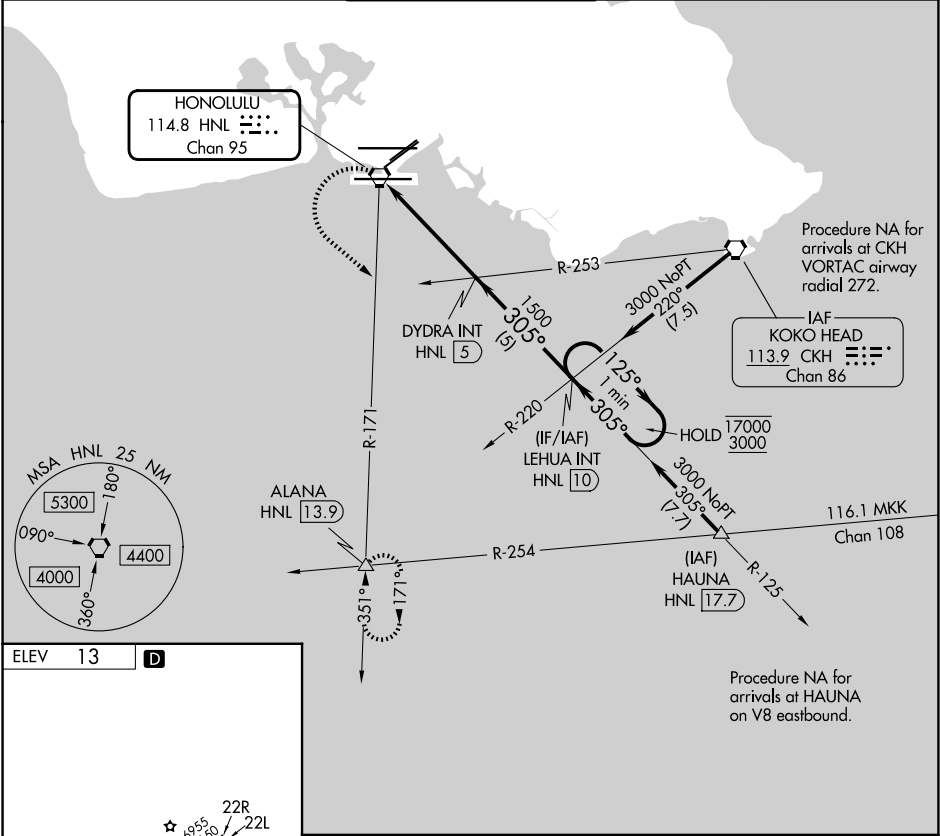 HONOLULU
114.8 HNL
Chan 95
Procedure NA for
arrivals at CKH
VORTAC airway
radial 272.
R-253
3000 NoPT
220°
(7.5)
IAF
KOKO HEAD
113.9 CKH
Chan 86
DYDRA INT
HNL 5
1500
305°
(5)
125°
1 min
305°
R-220
HOLD 17000
3000
(IF/IAF)
LEHUA INT
HNL 10
R-171
3000 NoPT
305°
(7.7)
116.1 MKK
Chan 108
MSA HNL 25 NM
180°
5300
090°
4400
4000
360°
ALANA
HNL 13.9
R-254
(IAF)
HAUNA
HNL 17.7
R-125
351°
171°
ELEV 13
D
Procedure NA for
arrivals at HAUNA
on V8 eastbound.
22R
22L